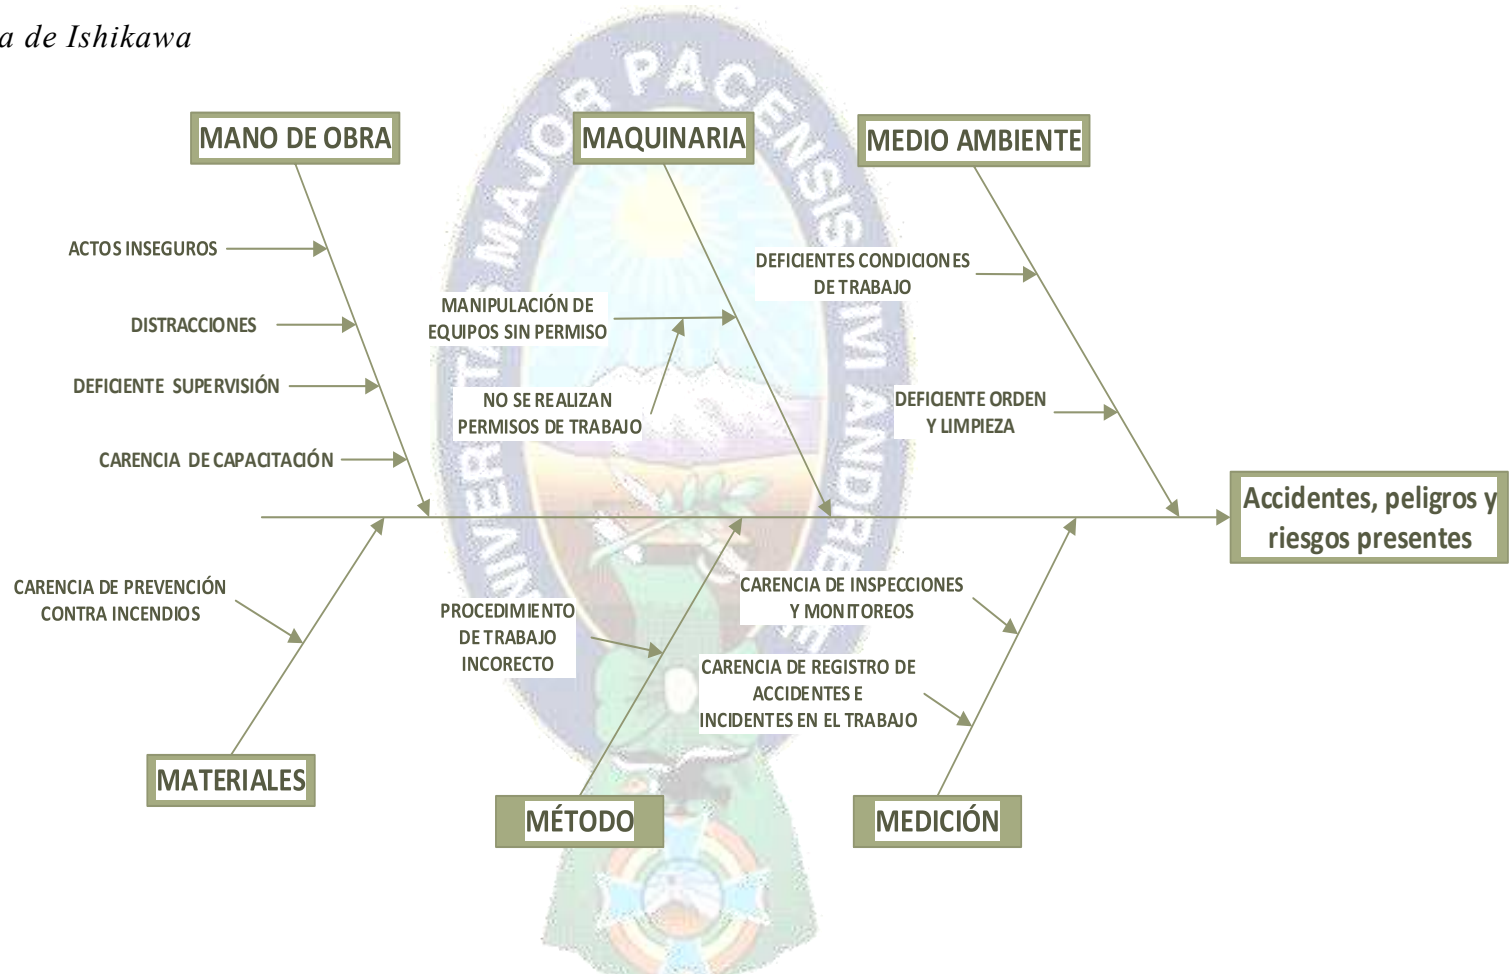 a de Ishikawa
MANO DE OBRA
MAQUINARIA
MEDIO AMBIENTE
ACTOS INSEGUROS
DISTRACCIONES
DEFICIENTE SUPERVISIÓN
CARENCIA DE CAPACITACIÓN
MANIPULACIÓN DE
EQUIPOS SIN PERMISO
NO SE REALIZAN
PERMISOS DE TRABAJO
DEFICIENTES CONDICIONES
DE TRABAJO
DEFICIENTE ORDEN
Y LIMPIEZA
Accidentes, peligros y
riesgos presentes
CARENCIA DE PREVENCIÓN
CONTRA INCENDIOS
PROCEDIMIENTO
DE TRABAJO
INCORECTO
CARENCIA DE INSPECCIONES
Y MONITOREOS
CARENCIA DE REGISTRO DE
ACCIDENTES E
INCIDENTES EN EL TRABAJO
MATERIALES
MÉTODO
MEDICIÓN
MAJOR PACENSIS